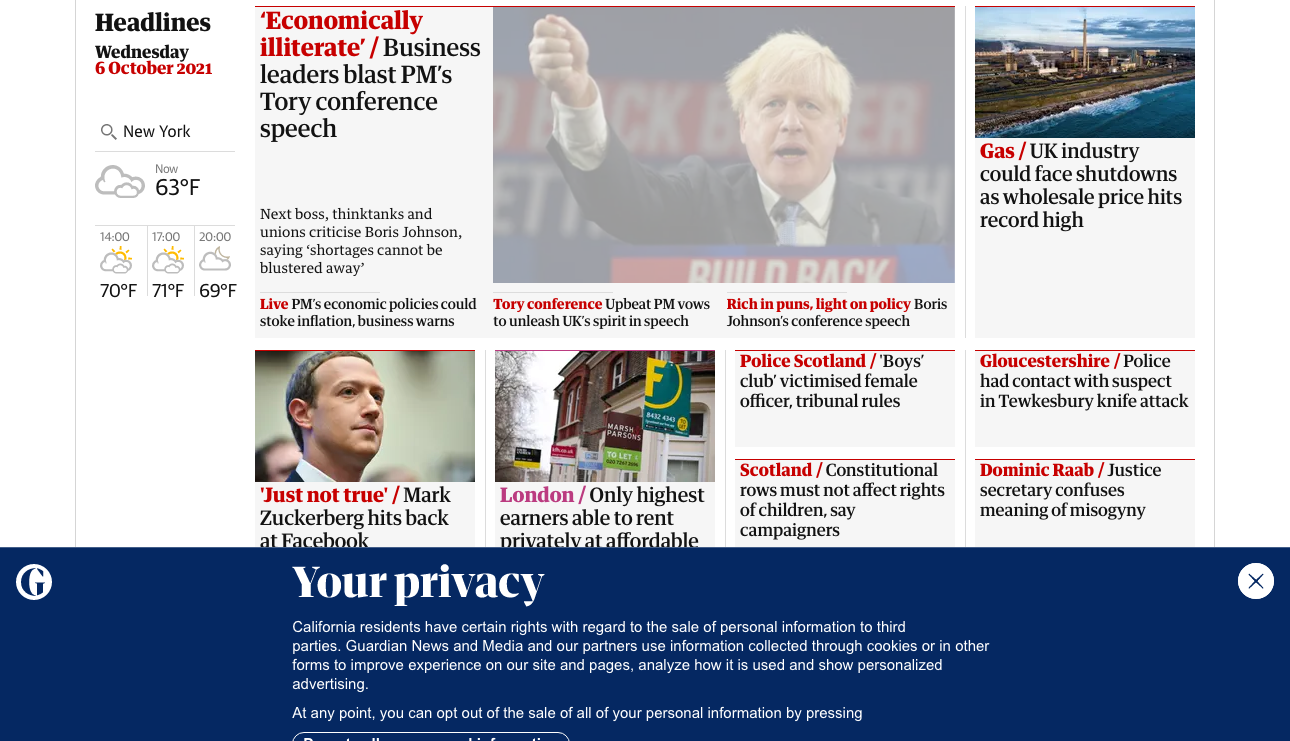 Headlines
Wednesday
6 October 2021
New York
Now
63°F
14:00
17:00
20:00
70°F
71°F
69°F
‘Economically
illiterate’ / Business
leaders blast PM’s
Tory conference
speech
Next boss, thinktanks and
unions criticise Boris Johnson,
saying ‘shortages cannot be
blustered away’
BUILD BACK
Live PM’s economic policies could
stoke inflation, business warns
Tory conference Upbeat PM vows
to unleash UK’s spirit in speech
Rich in puns, light on policy Boris
Johnson’s conference speech
Gas / UK industry
could face shutdowns
as wholesale price hits
record high
'Just not true' / Mark
Zuckerberg hits back
at Facebook
MARSH
PARSONS
TO LET
8432 4343
London / Only highest
earners able to rent
privately at affordable
Police Scotland / 'Boys’
club’ victimised female
officer, tribunal rules
Gloucestershire / Police
had contact with suspect
in Tewkesbury knife attack
Scotland / Constitutional
rows must not affect rights
of children, say
campaigners
Dominic Raab / Justice
secretary confuses
meaning of misogyny
Your privacy
California residents have certain rights with regard to the sale of personal information to third
parties. Guardian News and Media and our partners use information collected through cookies or in other
forms to improve experience on our site and pages, analyze how it is used and show personalized
advertising.
At any point, you can opt out of the sale of all of your personal information by pressing